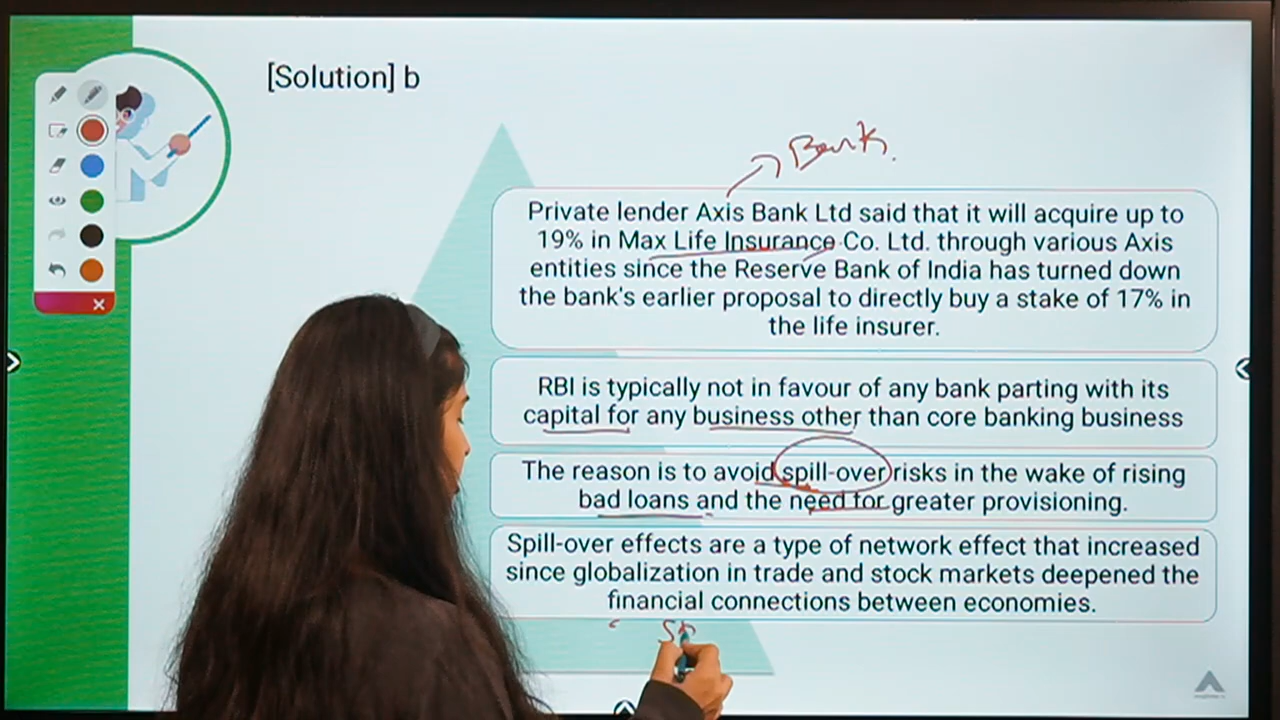 [Solution] b
Bank.
Private lender Axis Bank Ltd said that it will acquire up to
19% in Max Life Insurance Co. Ltd. through various Axis
entities since the Reserve Bank of India has turned down
the bank's earlier proposal to directly buy a stake of 17% in
the life insurer.
RBI is typically not in favour of any bank parting with its
capital for any business other than core banking business
The reason is to avoid spill-over risks in the wake of rising
bad loans and the need for greater provisioning.
Spill-over effects are a type of network effect that increased
since globalization in trade and stock markets deepened the
financial connections between economies.